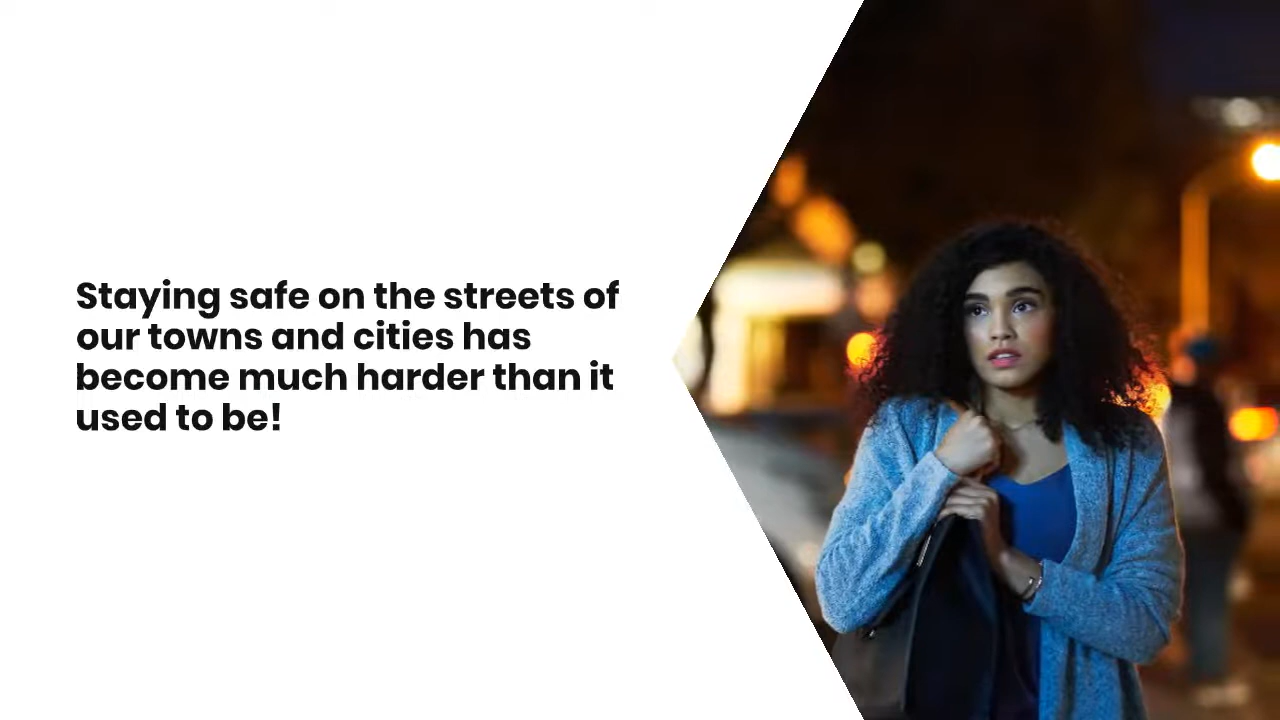 Staying safe on the streets of
our towns and cities has
become much harder than it
used to be!